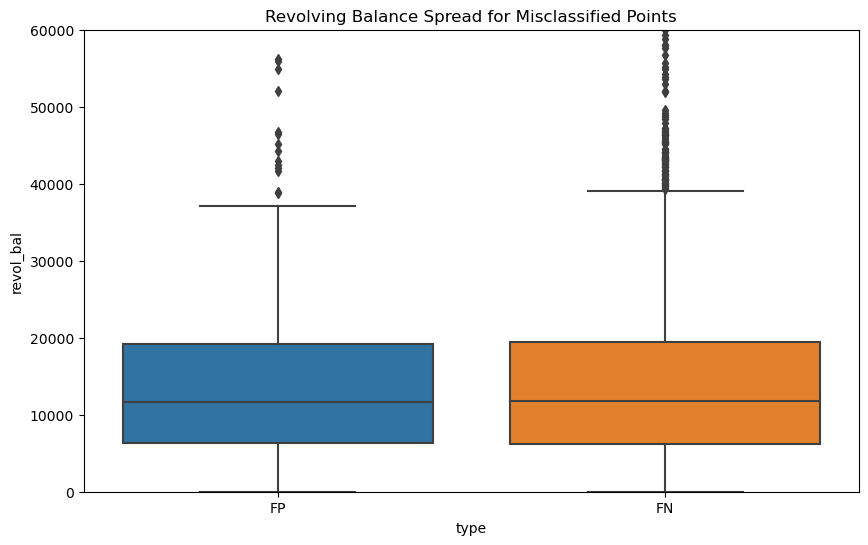 Revolving Balance Spread for Misclassified Points
60000
50000
40000
30000
20000
10000
0
revol_bal
FP
FN
type